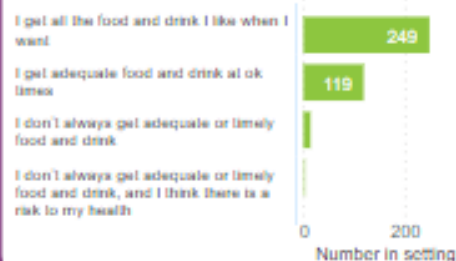 I get all the food and drink I like when I
want
249
I get adequate food and drink at ok
times
119
I don't always get adequate or timely
food and drink
I don't always get adequate or timely
food and drink, and I think there is a
risk to my health
0 200
Number in setting